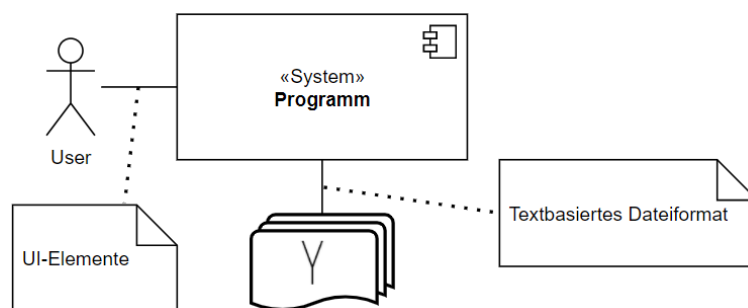 «System»
Programm
User
UI-Elemente
Textbasiertes Dateiformat
Y